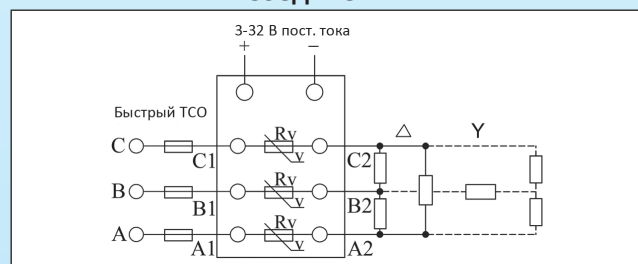 3-32 В пост. тока
+ −
Быстрый ТСО
△ Y
C C1 Rv v C2
B B1 Rv v B2
A A1 Rv v A2